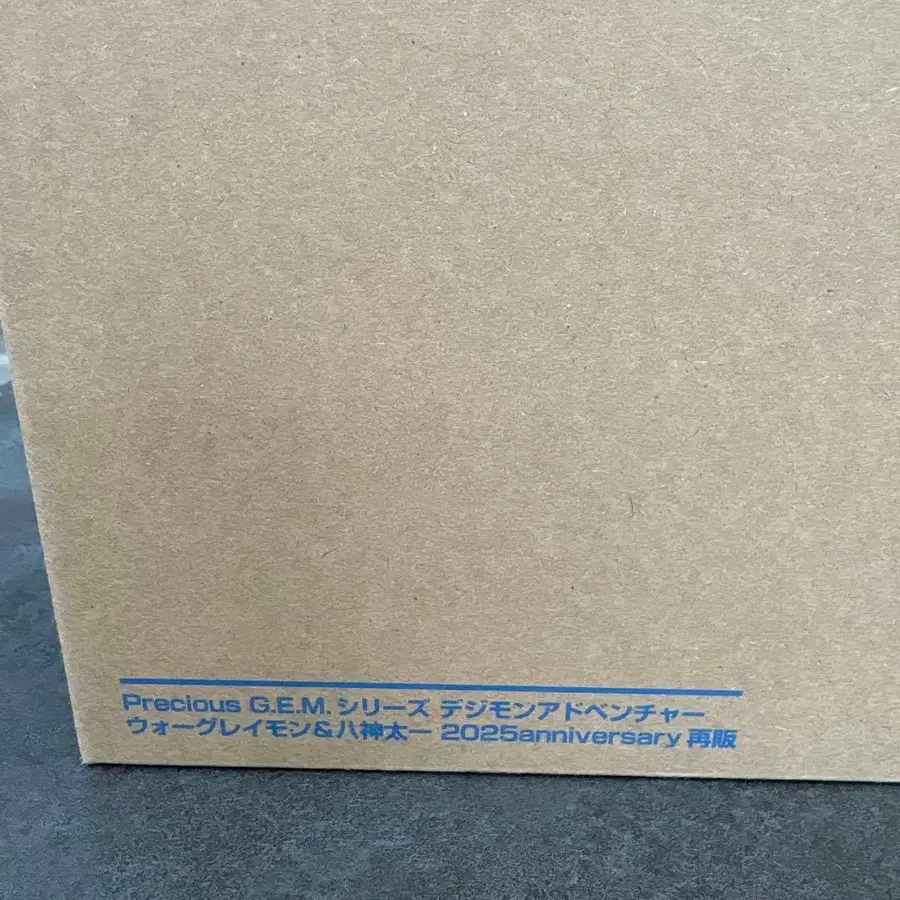 Precious G.E.M.シリーズ デジモンアドベンチャー
ウォーグレイモン&八神太一 2025anniversary 再販